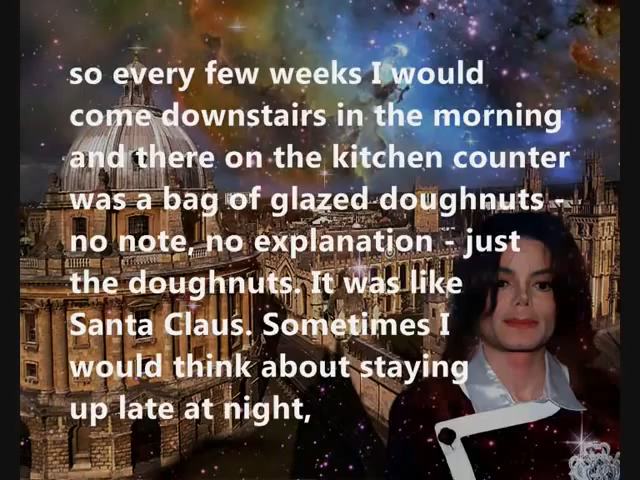 so every few weeks I would
come downstairs in the morning
and there on the kitchen counter
was a bag of glazed doughnuts -
no note, no explanation - just
the doughnuts. It was like
Santa Claus. Sometimes I
would think about staying
up late at night,